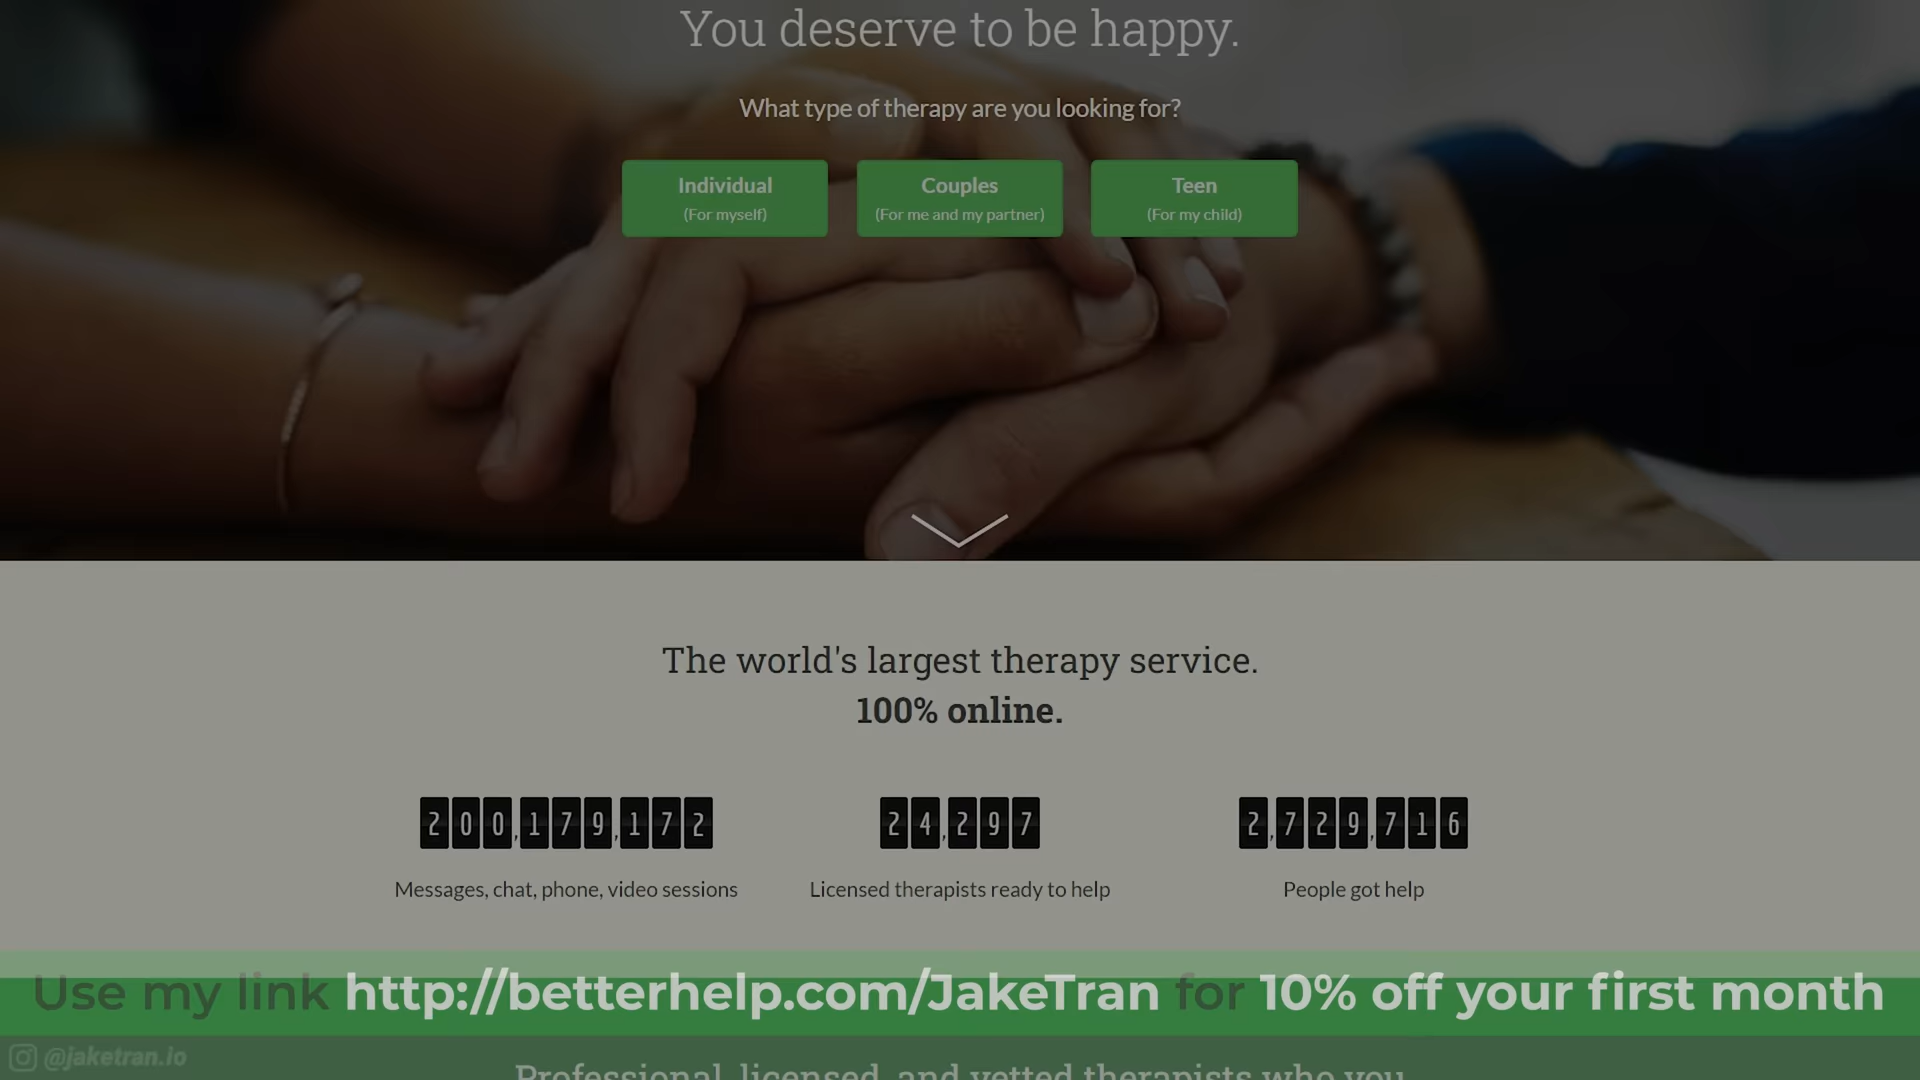 You deserve to be happy.
What type of therapy are you looking for?
Individual
(For myself)
Couples
(For me and my partner)
Teen
(For my child)
The world's largest therapy service.
100% online.
200,179,172
Messages, chat, phone, video sessions
24,297
Licensed therapists ready to help
2,729,716
People got help
Use my link http://betterhelp.com/JakeTran for 10% off your first month
@jaketran.io
Professional, licensed, and vetted therapists who you